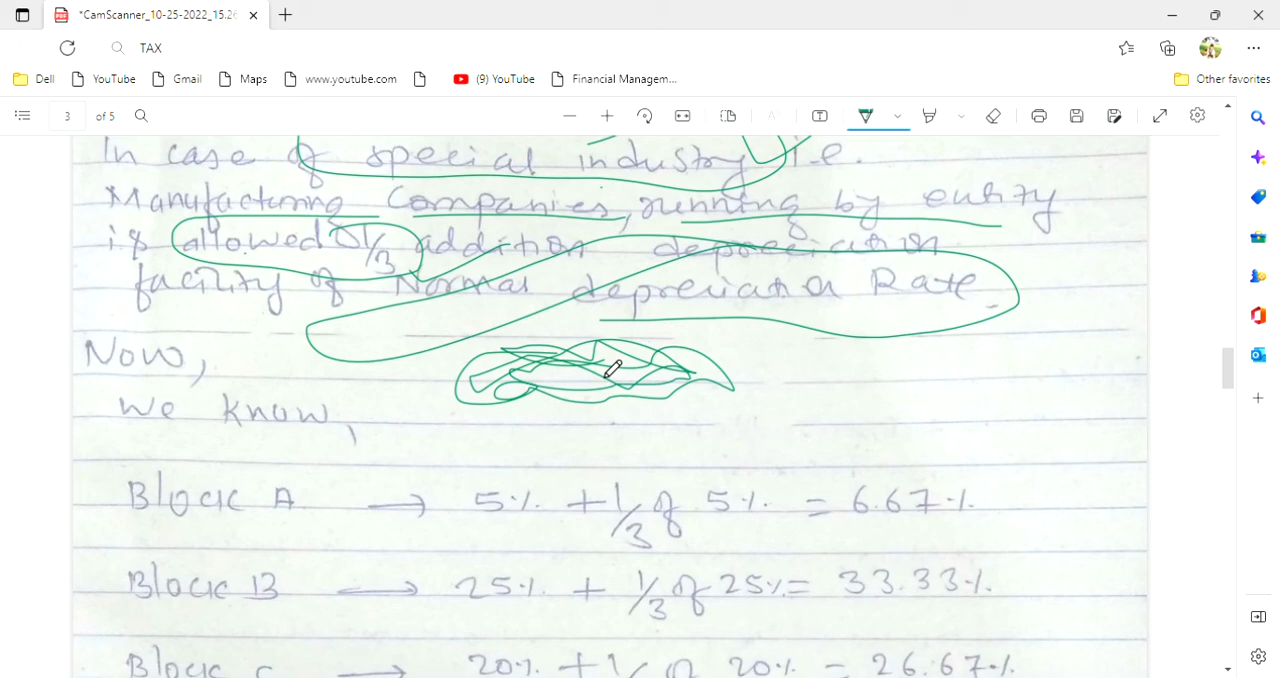 *CamScanner_10-25-2022_15.26
TAX
Dell YouTube Gmail Maps www.youtube.com (9) YouTube Financial Managem... Other favorites
3 of 5
In case of special industry i.e.
Manufacturing Companies, running by entity
is allowed 1/3 addition depreciation
facility of Normal depreciation Rate.
Now,
We know,
Block A → 5% + 1/3 of 5% = 6.67%
Block B → 25% + 1/3 of 25% = 33.33%
Block C → 20% + 1/ of 20% = 26.67%